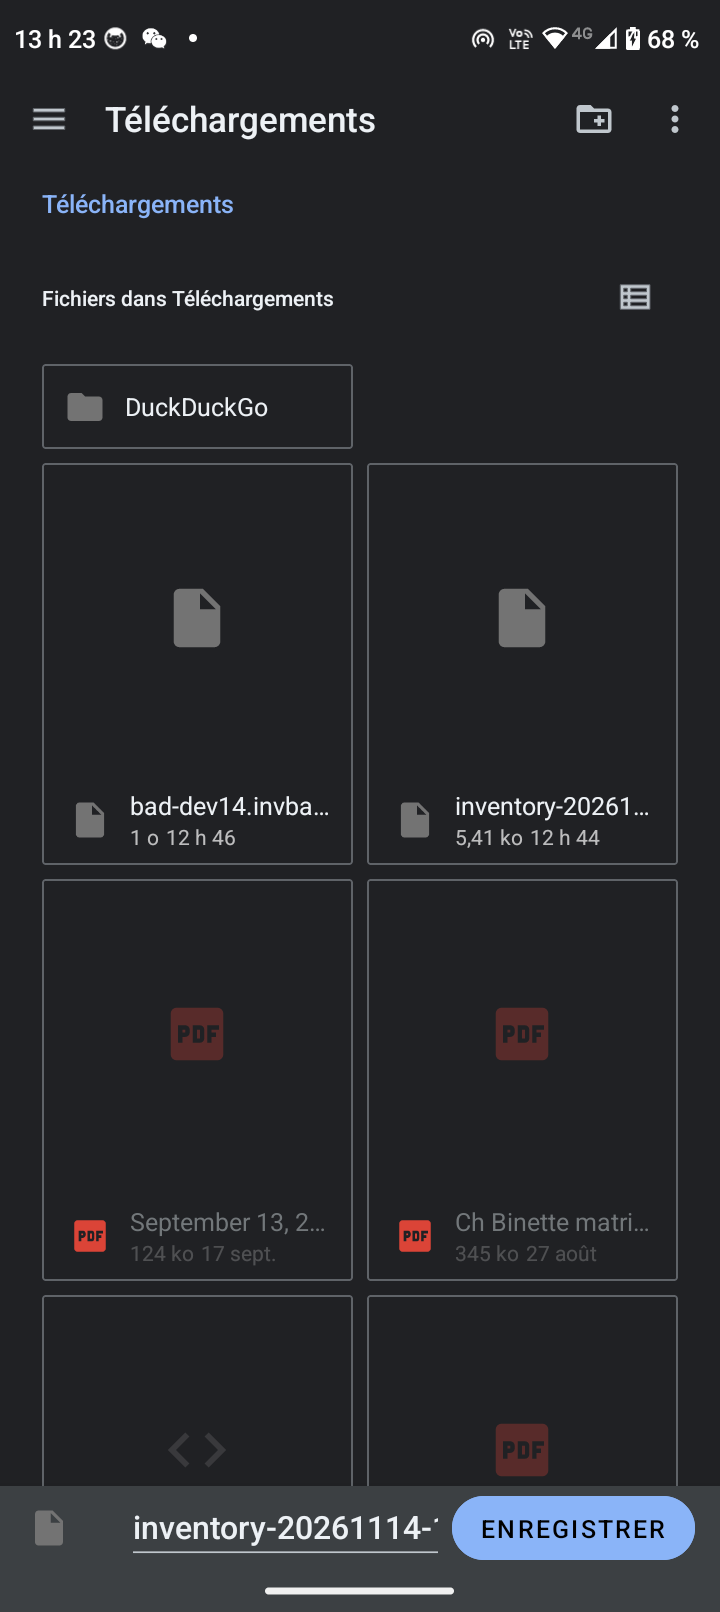 13 h 23 4G 68 %
VoLTE
Téléchargements
Téléchargements
Fichiers dans Téléchargements
DuckDuckGo
bad-dev14.invba…
1 o 12 h 46
inventory-20261…
5,41 ko 12 h 44
PDF
PDF
September 13, 2…
PDF
124 ko 17 sept.
Ch Binette matri…
PDF
345 ko 27 août
PDF
inventory-20261114-
ENREGISTRER